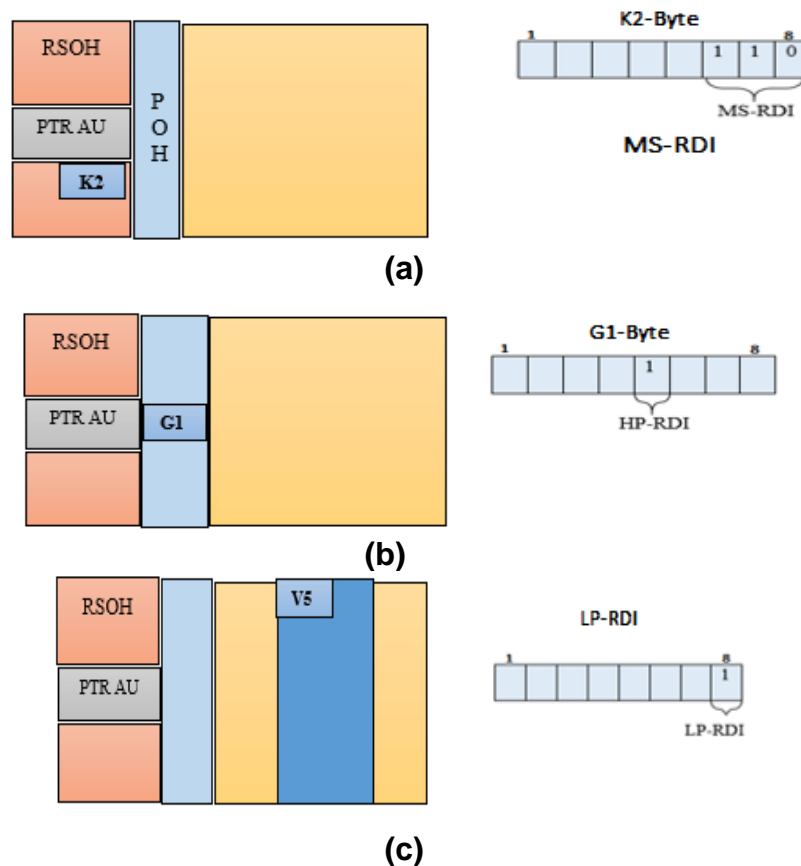 RSOH
PTR AU
K2
P
O
H
K2-Byte
1 8
1 1 0
MS-RDI
MS-RDI
(a)
RSOH
PTR AU
G1
G1-Byte
1 8
1
HP-RDI
(b)
RSOH
PTR AU
V5
LP-RDI
1 8
1
LP-RDI
(c)